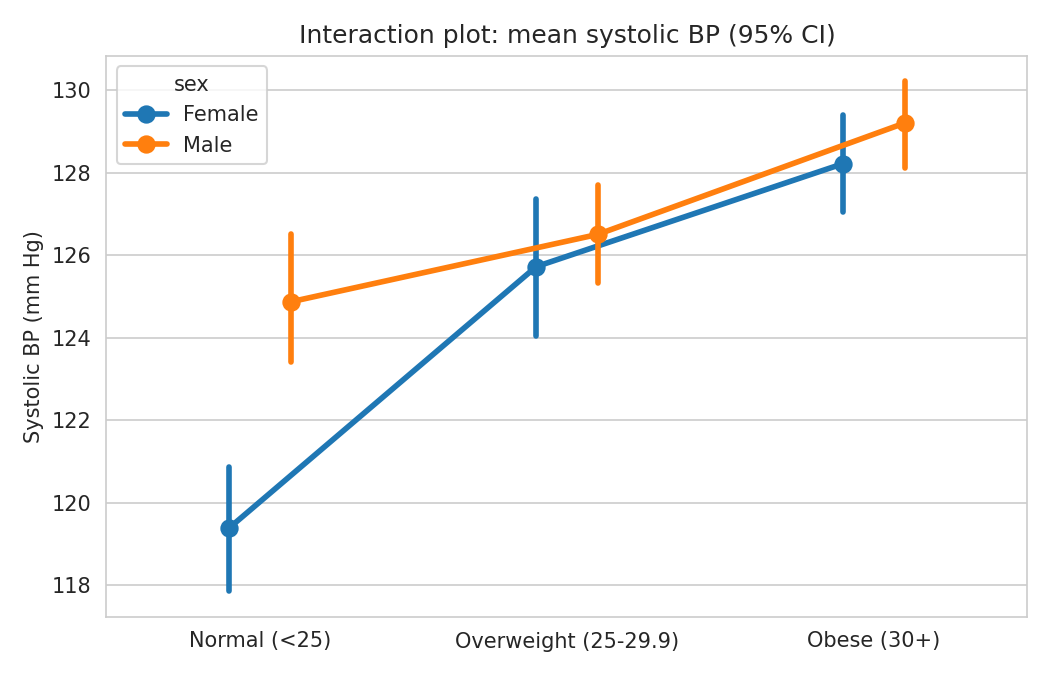 Interaction plot: mean systolic BP (95% CI)
sex
Female
Male
Systolic BP (mm Hg)
130
128
126
124
122
120
118
Normal (<25)
Overweight (25-29.9)
Obese (30+)